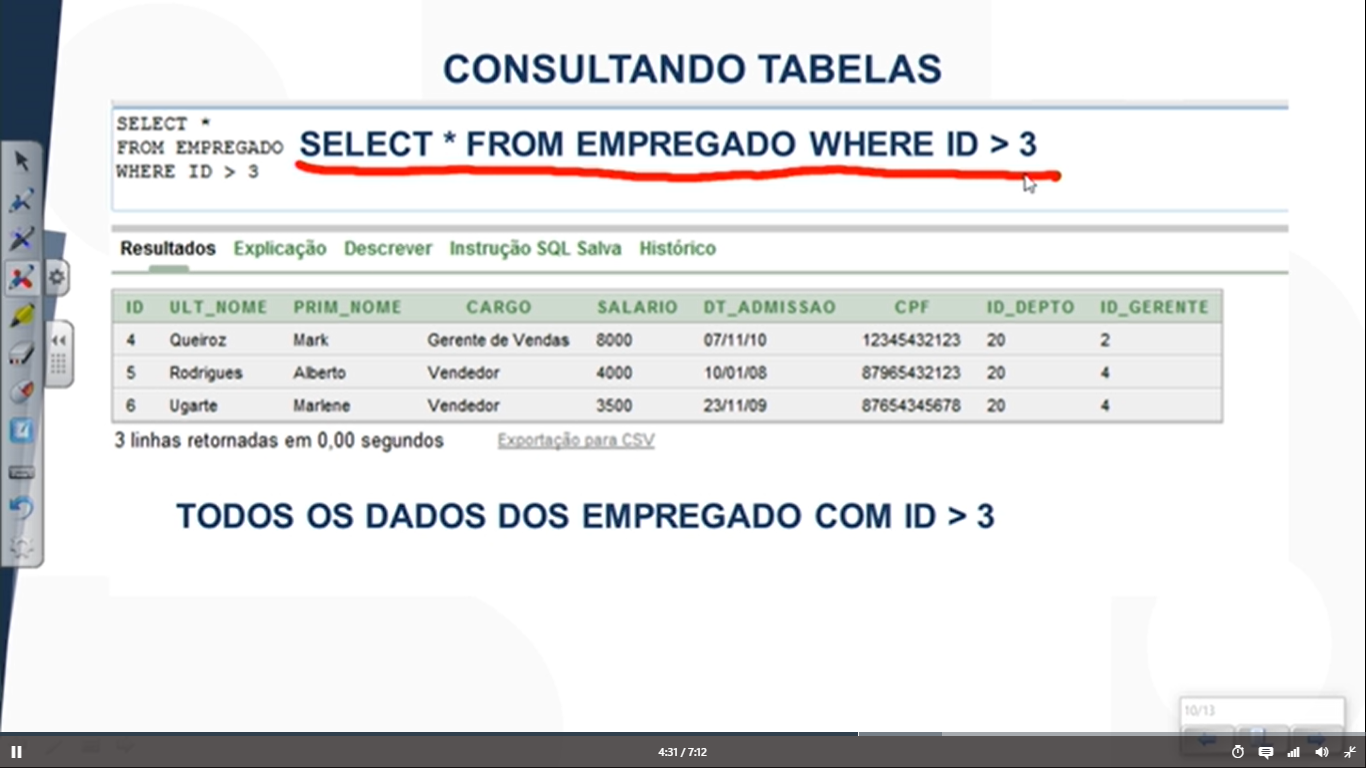 CONSULTANDO TABELAS
SELECT *
FROM EMPREGADO
WHERE ID > 3
SELECT * FROM EMPREGADO WHERE ID > 3
Resultados Explicação Descrever Instrução SQL Salva Histórico
ID ULT_NOME PRIM_NOME CARGO SALARIO DT_ADMISSAO CPF ID_DEPTO ID_GERENTE
4 Queiroz Mark Gerente de Vendas 8000 07/11/10 12345432123 20 2
5 Rodrigues Alberto Vendedor 4000 10/01/08 87965432123 20 4
6 Ugarte Marlene Vendedor 3500 23/11/09 87654345678 20 4
3 linhas retornadas em 0,00 segundos Exportação para CSV
TODOS OS DADOS DOS EMPREGADO COM ID > 3
10/13
4:31 / 7:12